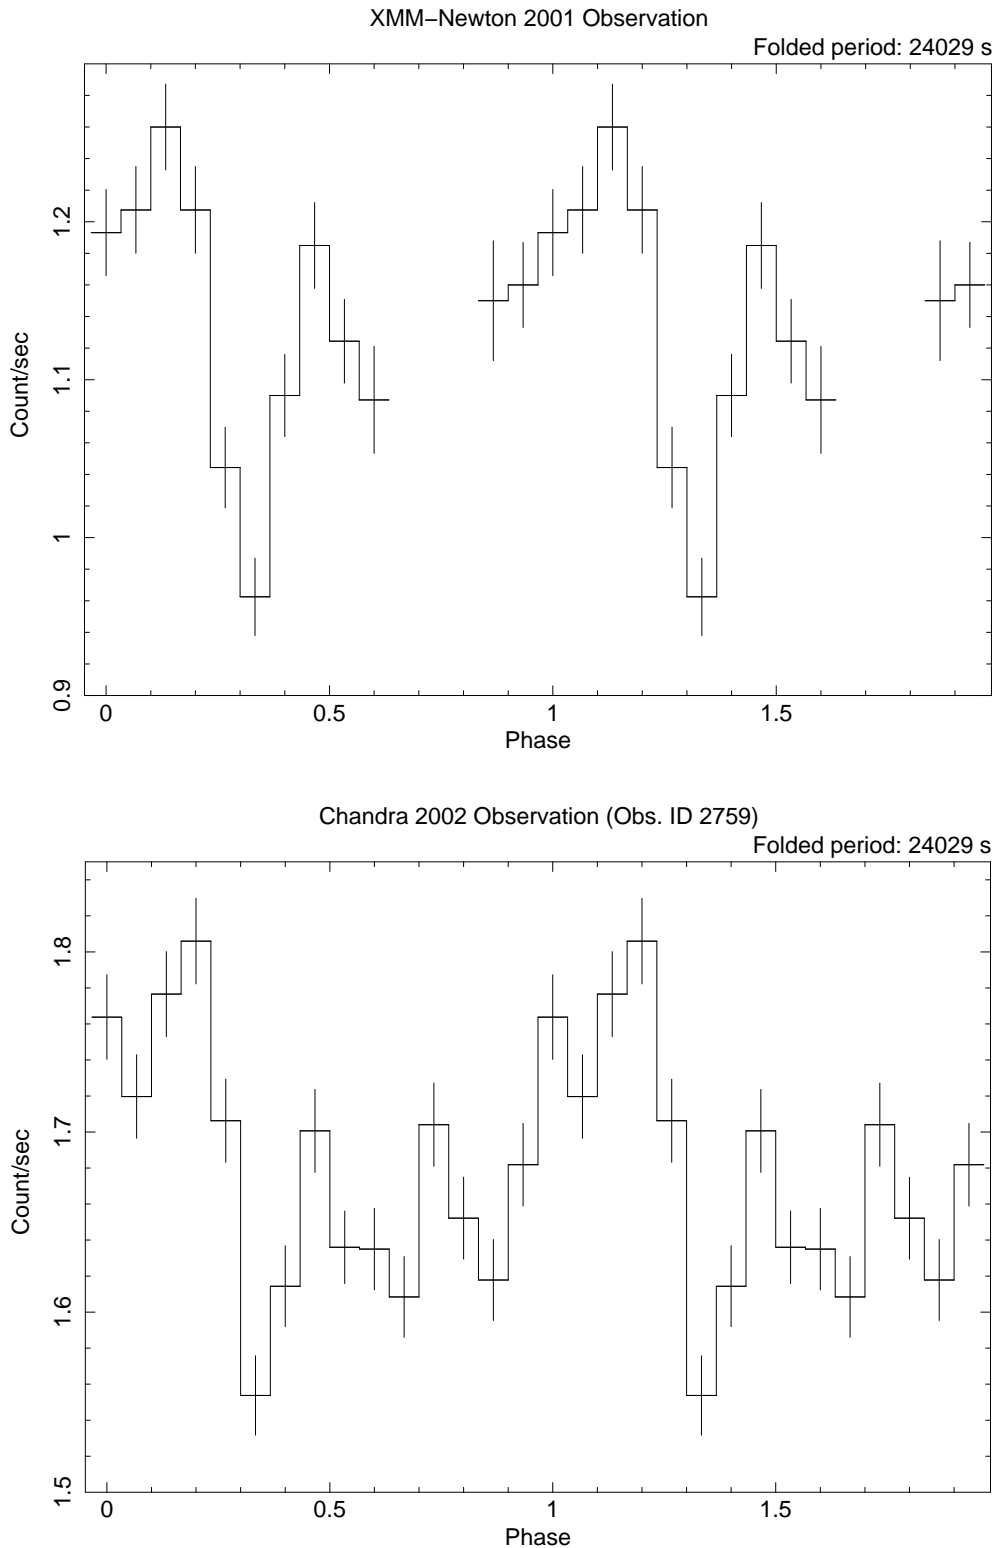 XMM−Newton 2001 Observation
Folded period: 24029 s
Count/sec
1.2
1.1
1
0.9
0 0.5 1 1.5
Phase
Chandra 2002 Observation (Obs. ID 2759)
Folded period: 24029 s
Count/sec
1.8
1.7
1.6
1.5
0 0.5 1 1.5
Phase